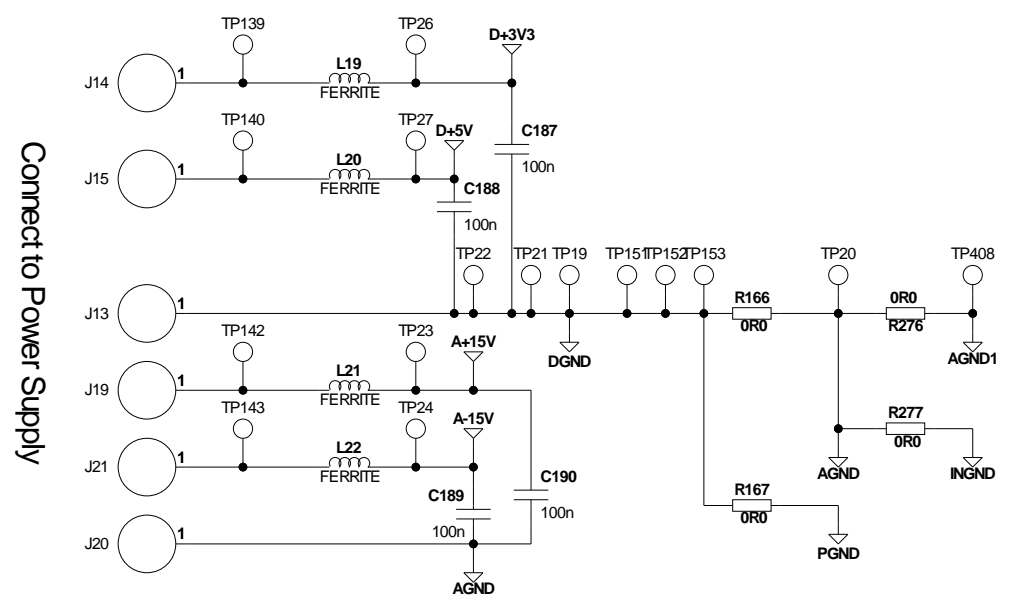 TP139
TP26
D+3V3
J14
1
L19
FERRITE
TP140
TP27
D+5V
C187
100n
J15
1
L20
FERRITE
C188
100n
TP22
TP21
TP19
TP151
TP152
TP153
TP20
TP408
J13
1
R166
0R0
0R0
R276
DGND
AGND1
TP142
TP23
A+15V
J19
1
L21
FERRITE
TP143
TP24
A-15V
R277
0R0
J21
1
L22
FERRITE
AGND
INGND
C189
100n
C190
100n
R167
0R0
J20
1
PGND
AGND
Connect to Power Supply